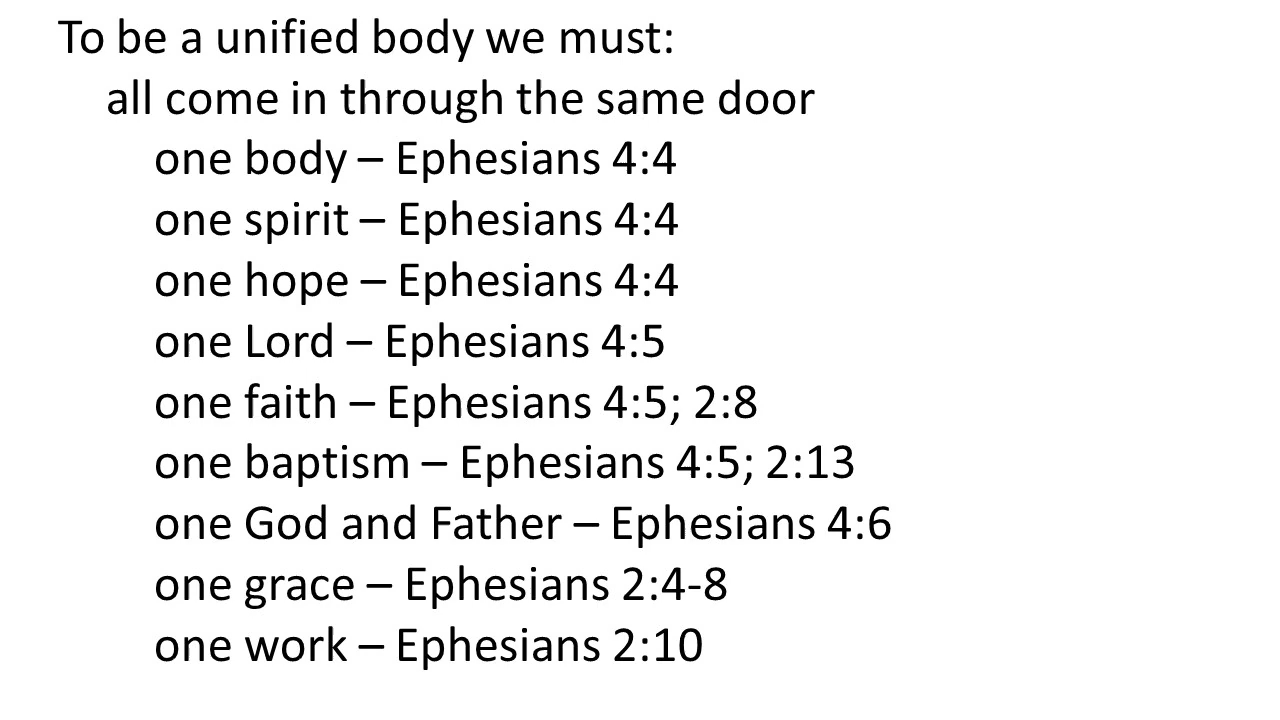 To be a unified body we must:
all come in through the same door
one body – Ephesians 4:4
one spirit – Ephesians 4:4
one hope – Ephesians 4:4
one Lord – Ephesians 4:5
one faith – Ephesians 4:5; 2:8
one baptism – Ephesians 4:5; 2:13
one God and Father – Ephesians 4:6
one grace – Ephesians 2:4-8
one work – Ephesians 2:10